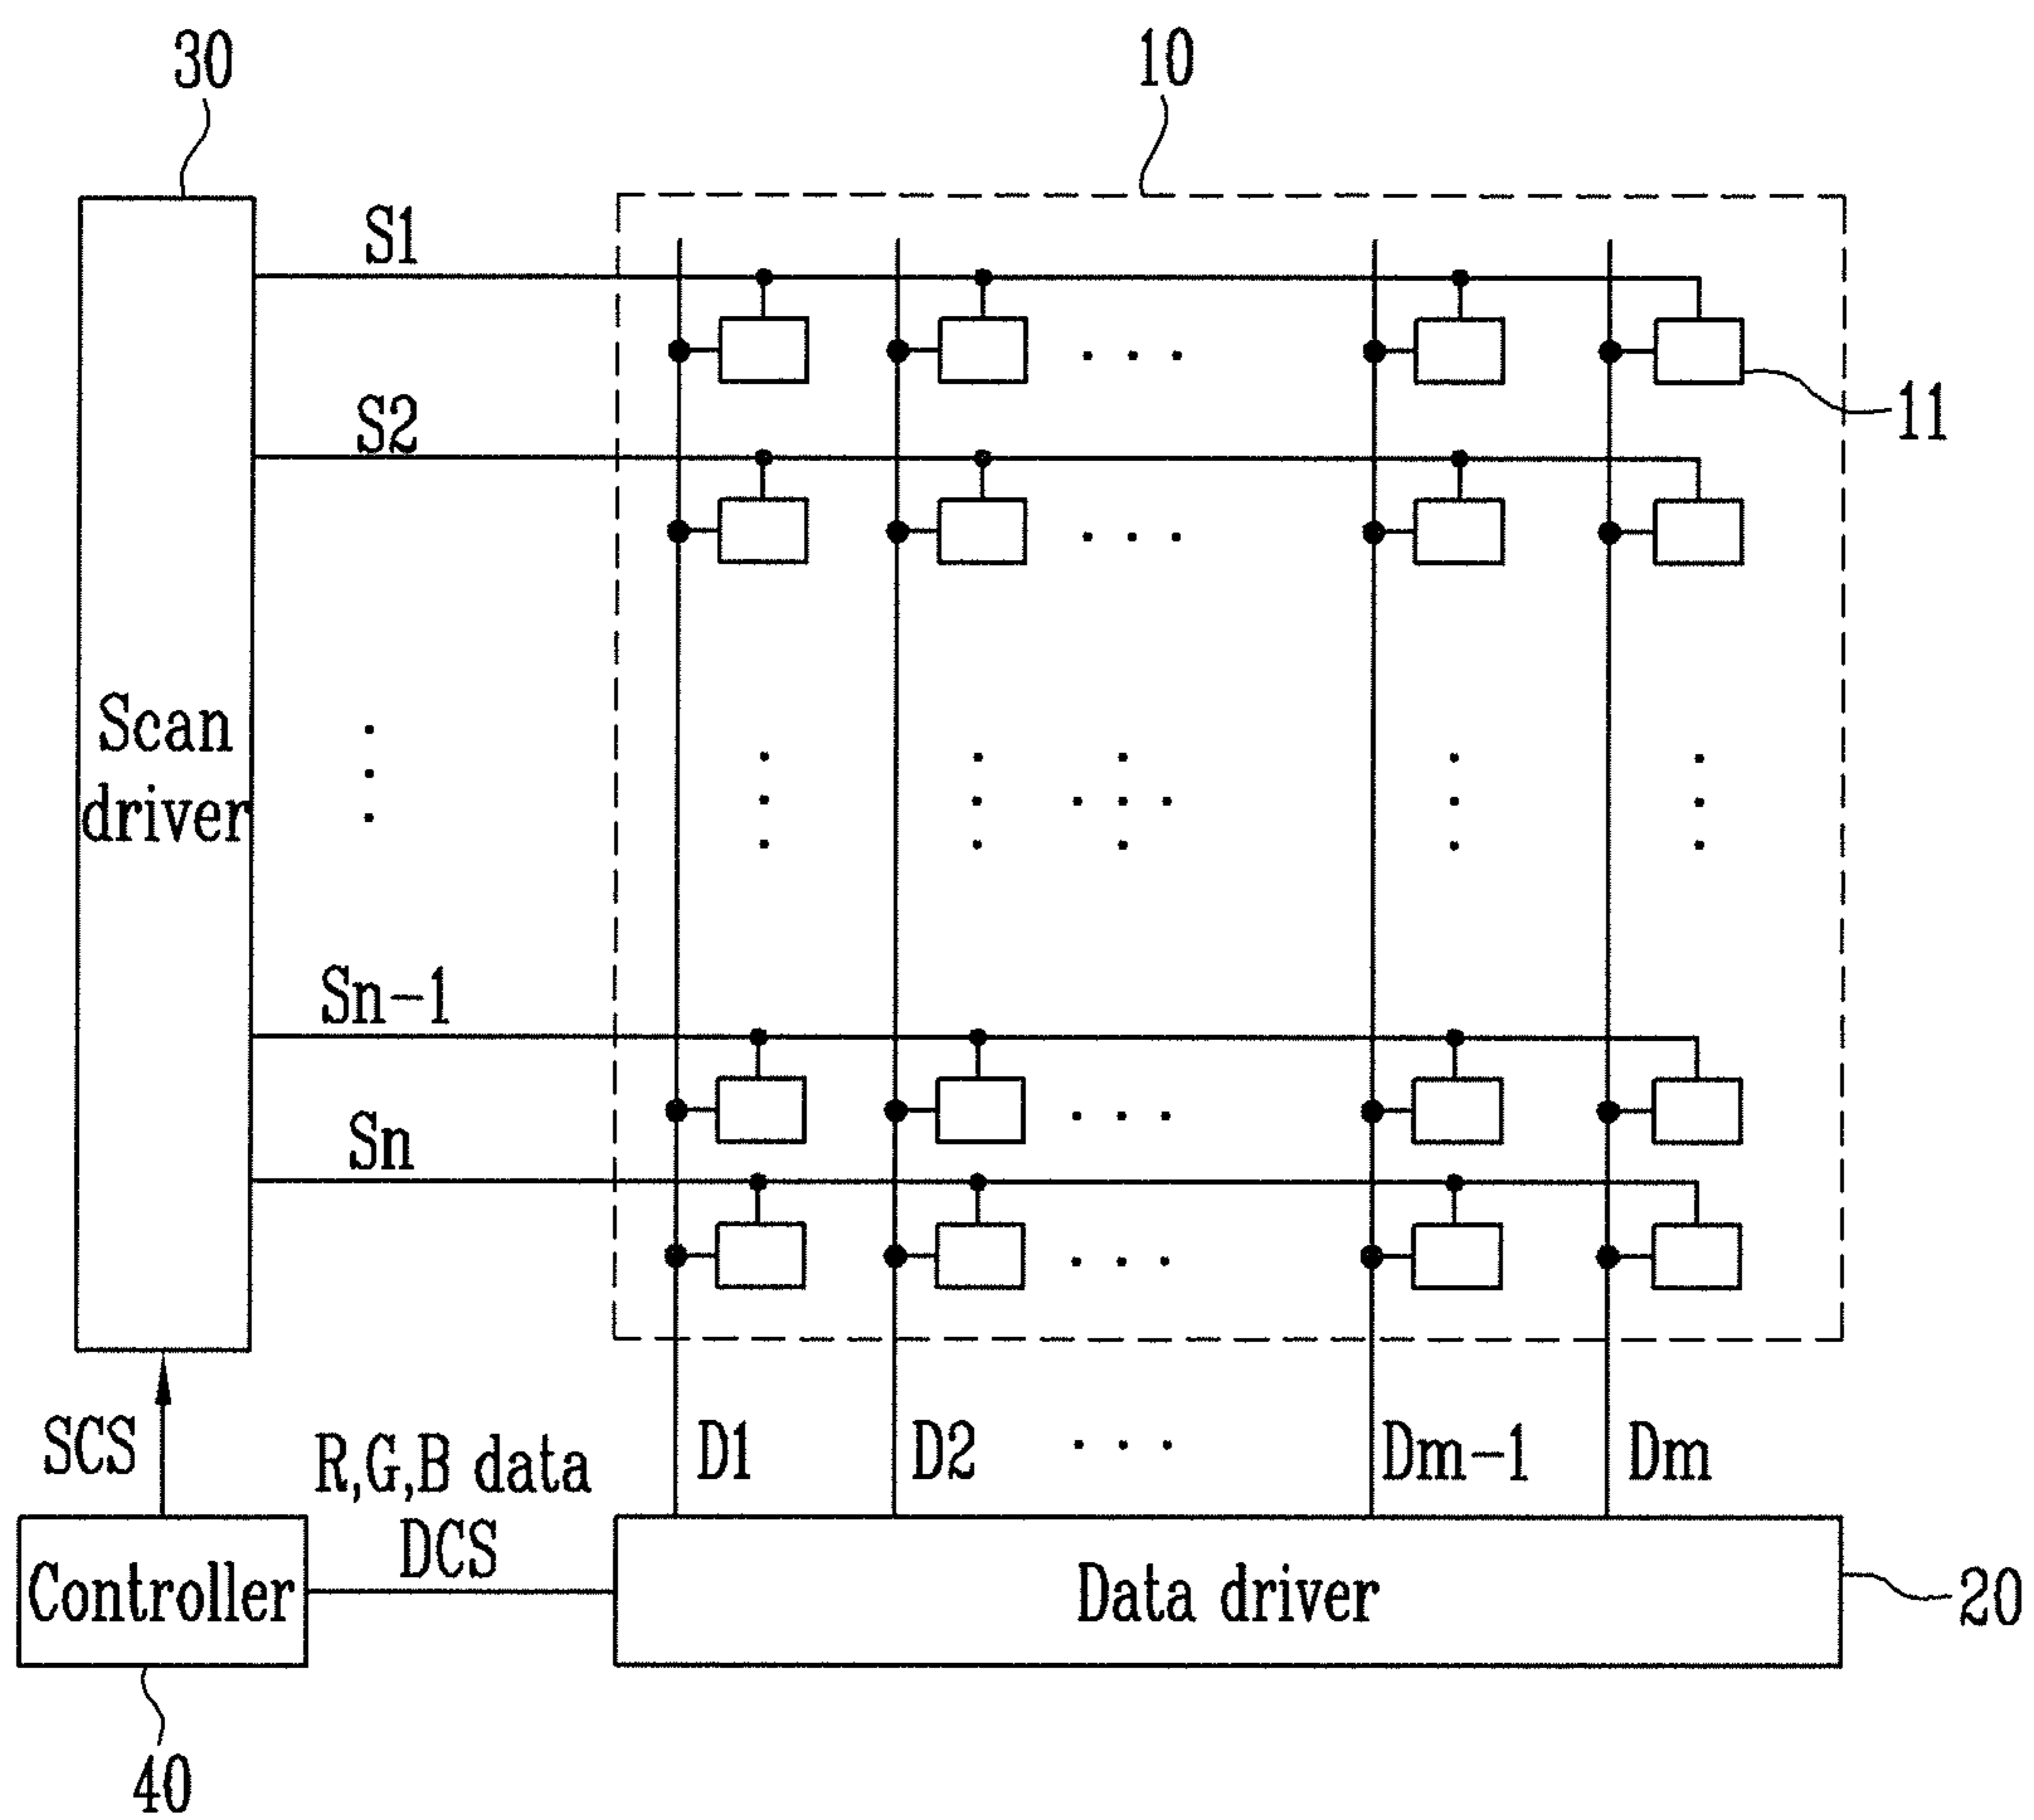 30
10
S1
11
S2
Scan
driver
Sn-1
Sn
SCS
R,G,B data
DCS
D1
D2
Dm-1
Dm
Controller
Data driver
20
40